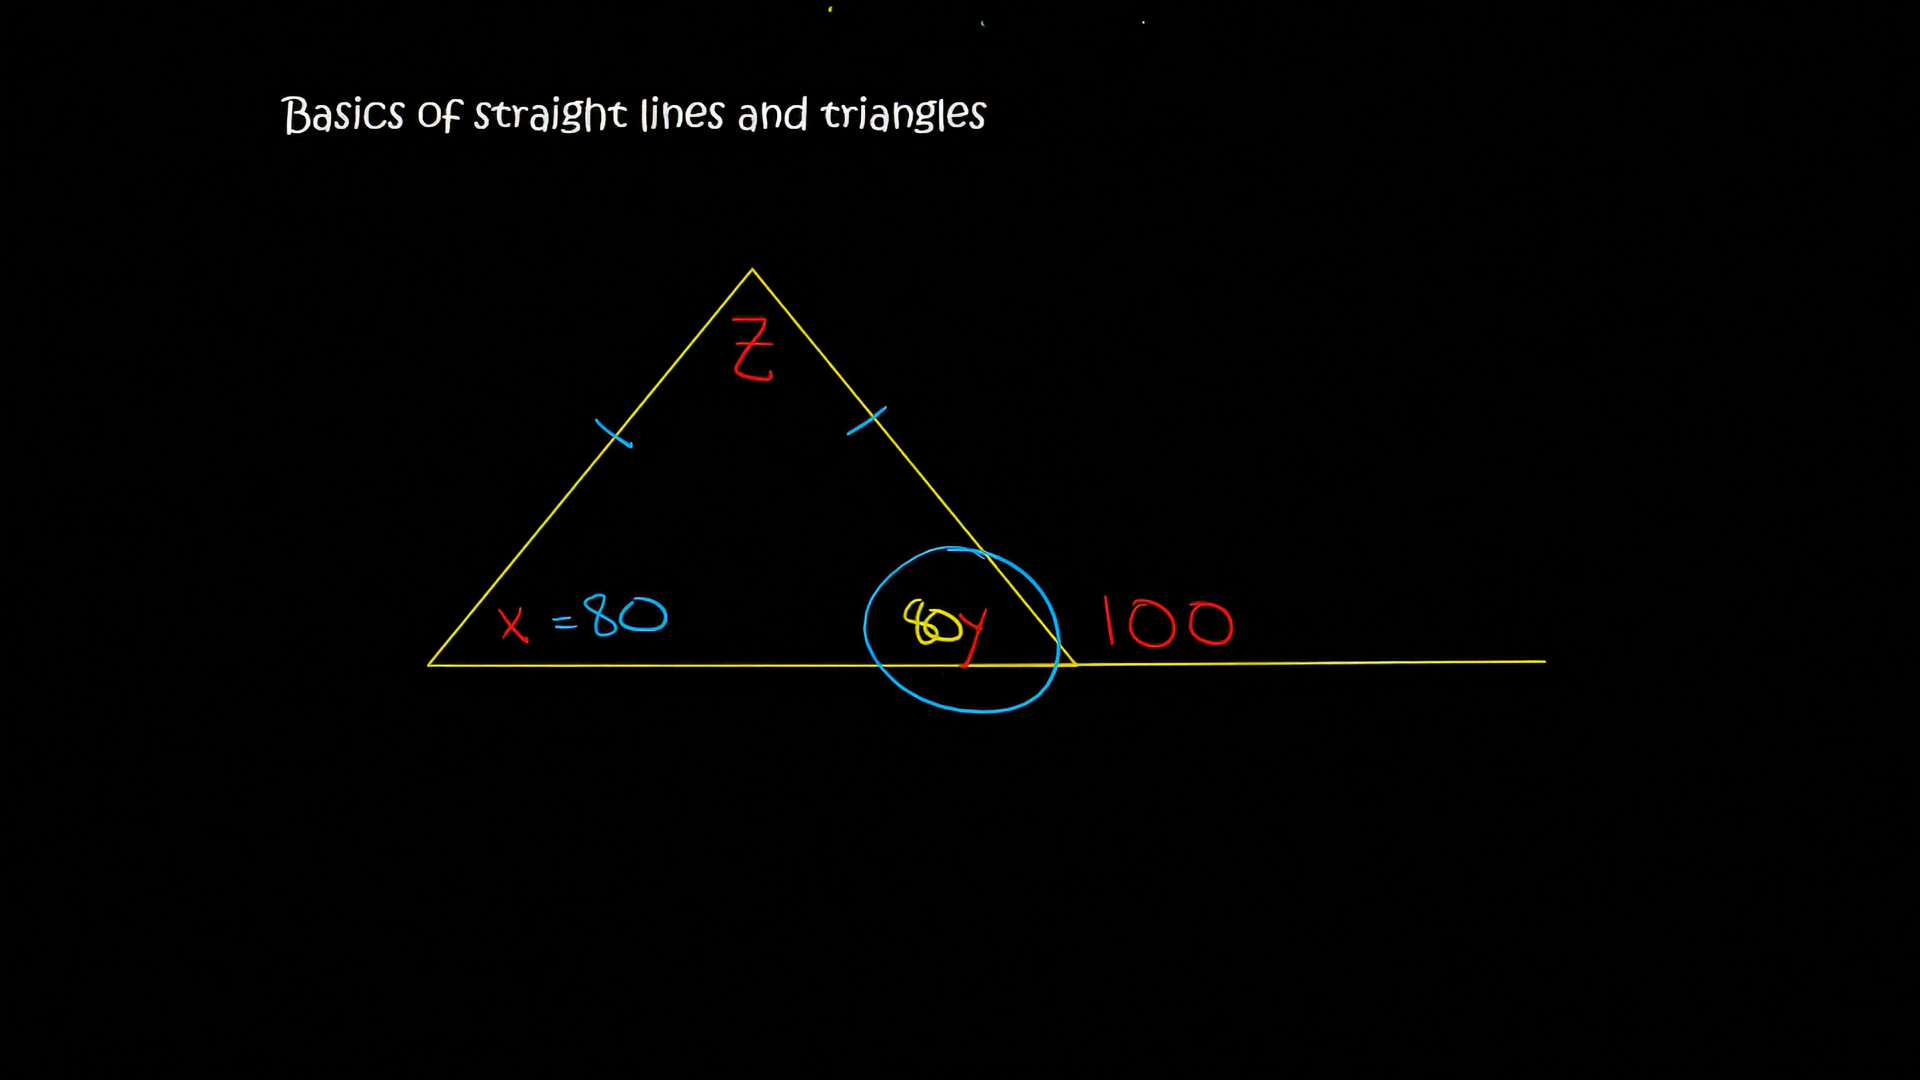 Basics of straight lines and triangles
Z
x = 80
80 y
100